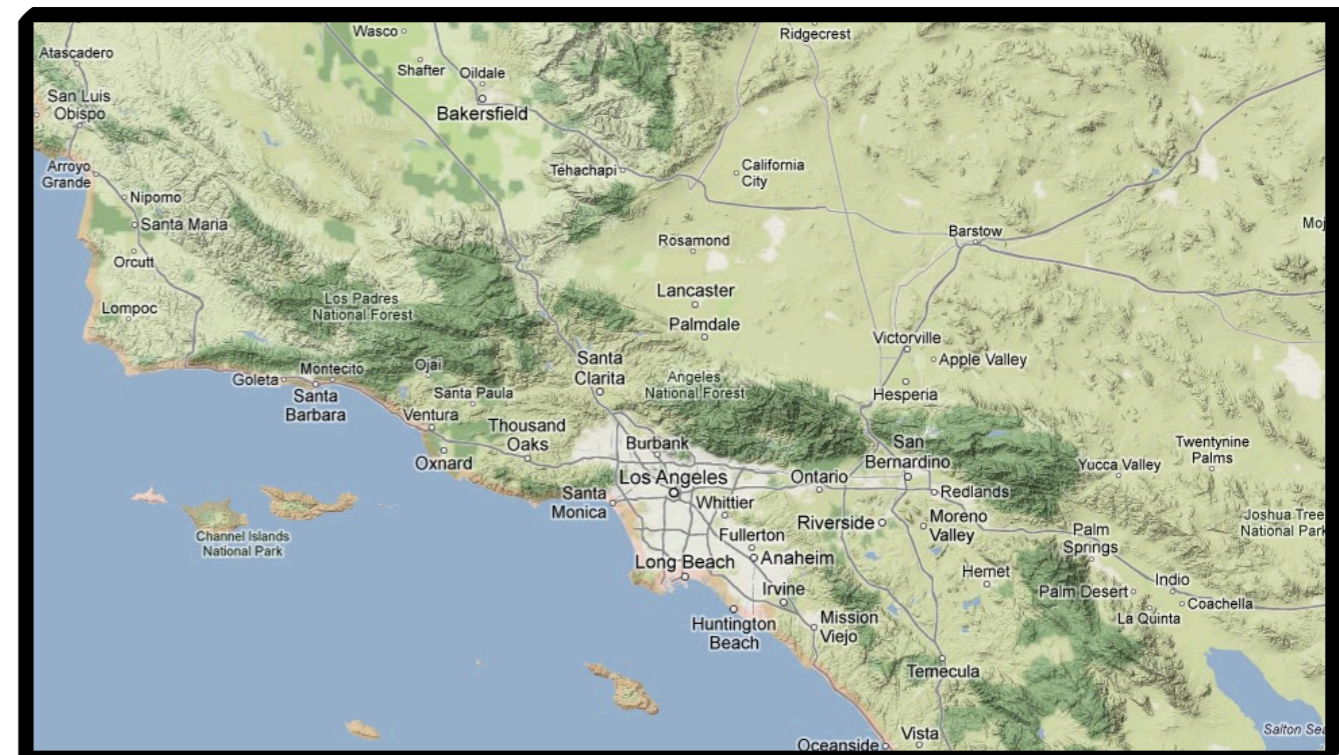 Wasco
Ridgecrest
Atascadero
Shafter
Oildale
San Luis
Obispo
Bakersfield
Arroyo
Grande
Tehachapi
California
City
Nipomo
Santa Maria
Rosamond
Barstow
Moj
Orcutt
Lancaster
Los Padres
National Forest
Lompoc
Palmdale
Victorville
Apple Valley
Santa
Clarita
Goleta
Montecito
Ojai
Santa
Barbara
Santa Paula
Angeles
National Forest
Hesperia
Ventura
Thousand
Oaks
Burbank
San
Bernardino
Twentynine
Palms
Oxnard
Los Angeles
Ontario
Yucca Valley
Santa
Monica
Whittier
Redlands
Channel Islands
National Park
Riverside
Moreno
Valley
Joshua Tree
National Park
Fullerton
Anaheim
Palm
Springs
Long Beach
Hemet
Indio
Irvine
Palm Desert
Coachella
La Quinta
Huntington
Beach
Mission
Viejo
Temecula
Salton Sea
Vista
Oceanside